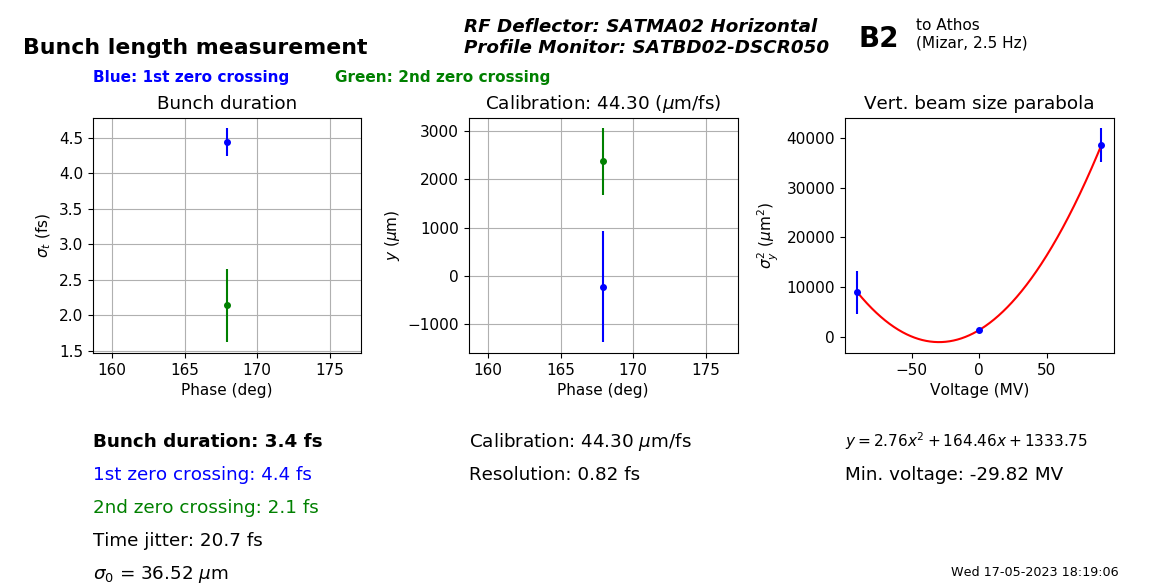 Bunch length measurement
RF Deflector: SATMA02 Horizontal
Profile Monitor: SATBD02-DSCR050
B2
to Athos
(Mizar, 2.5 Hz)
Blue: 1st zero crossing
Green: 2nd zero crossing
Bunch duration
4.5
4.0
3.5
3.0
2.5
2.0
1.5
σt (fs)
160 165 170 175
Phase (deg)
Calibration: 44.30 (μm/fs)
3000
2000
1000
0
−1000
y (μm)
160 165 170 175
Phase (deg)
Vert. beam size parabola
40000
30000
20000
10000
0
σy² (μm²)
−50 0 50
Voltage (MV)
Bunch duration: 3.4 fs
1st zero crossing: 4.4 fs
2nd zero crossing: 2.1 fs
Time jitter: 20.7 fs
σ0 = 36.52 μm
Calibration: 44.30 μm/fs
Resolution: 0.82 fs
y = 2.76x² + 164.46x + 1333.75
Min. voltage: -29.82 MV
Wed 17-05-2023 18:19:06